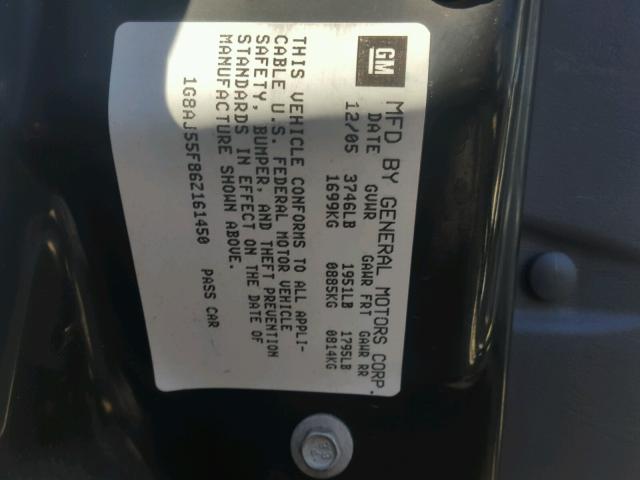 GM
MFD BY GENERAL MOTORS CORP.
DATE GVWR GAWR FRT GAWR RR
12/05 3746LB 1951LB 1795LB
1699KG 0885KG 0814KG
THIS VEHICLE CONFORMS TO ALL APPLI-
CABLE U.S. FEDERAL MOTOR VEHICLE
SAFETY, BUMPER, AND THEFT PREVENTION
STANDARDS IN EFFECT ON THE DATE OF
MANUFACTURE SHOWN ABOVE.
1G8AJ55F86Z161450 PASS CAR